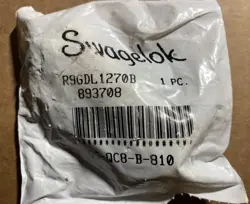 Swagelok
R9GDL1270B 1 PC.
893708
-QC8-B-810